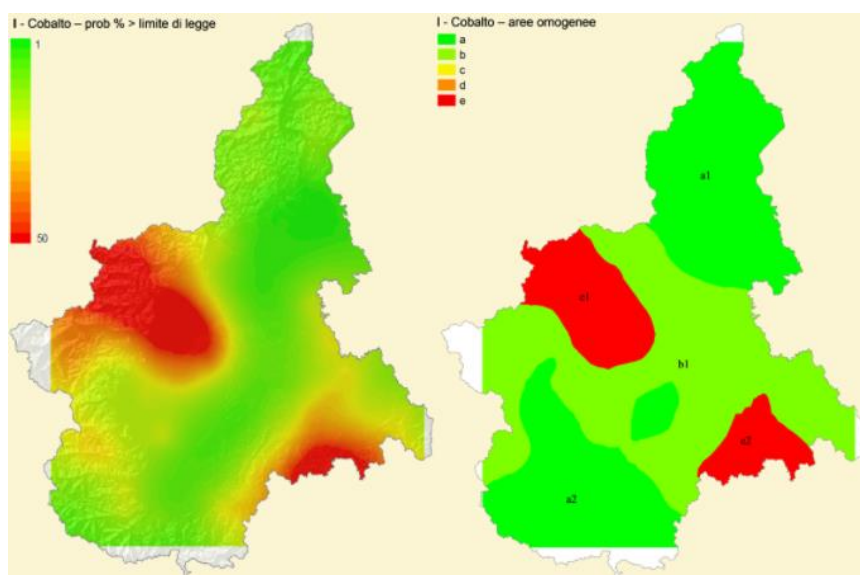 I - Cobalto – prob % > limite di legge
1
50
I - Cobalto – aree omogenee
a
b
c
d
e
a1
e1
b1
e2
a2